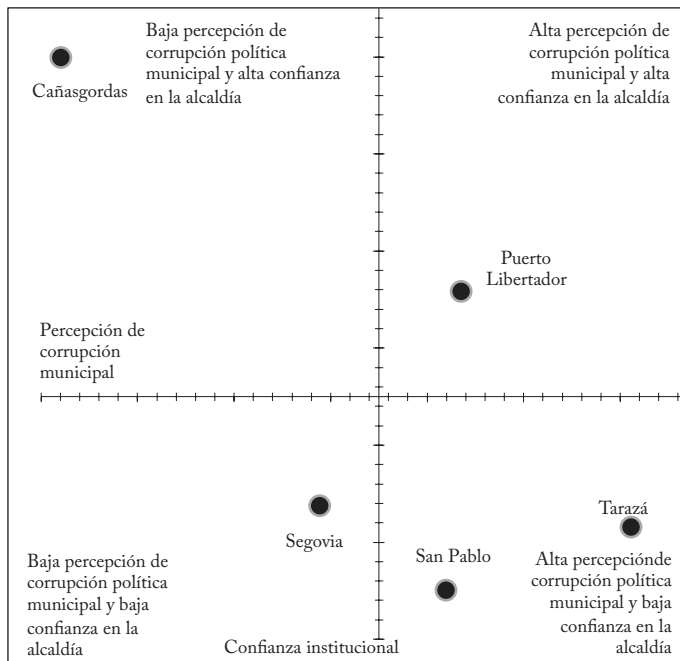 Baja percepción de
corrupción política
municipal y alta confianza
en la alcaldía
Alta percepción de
corrupción política
municipal y alta
confianza en la alcaldía
Cañasgordas
Puerto
Libertador
Percepción de
corrupción
municipal
Segovia
San Pablo
Tarazá
Baja percepción de
corrupción política
municipal y baja
confianza en la
alcaldía
Alta percepciónde
corrupción política
municipal y baja
confianza en la
alcaldía
Confianza institucional